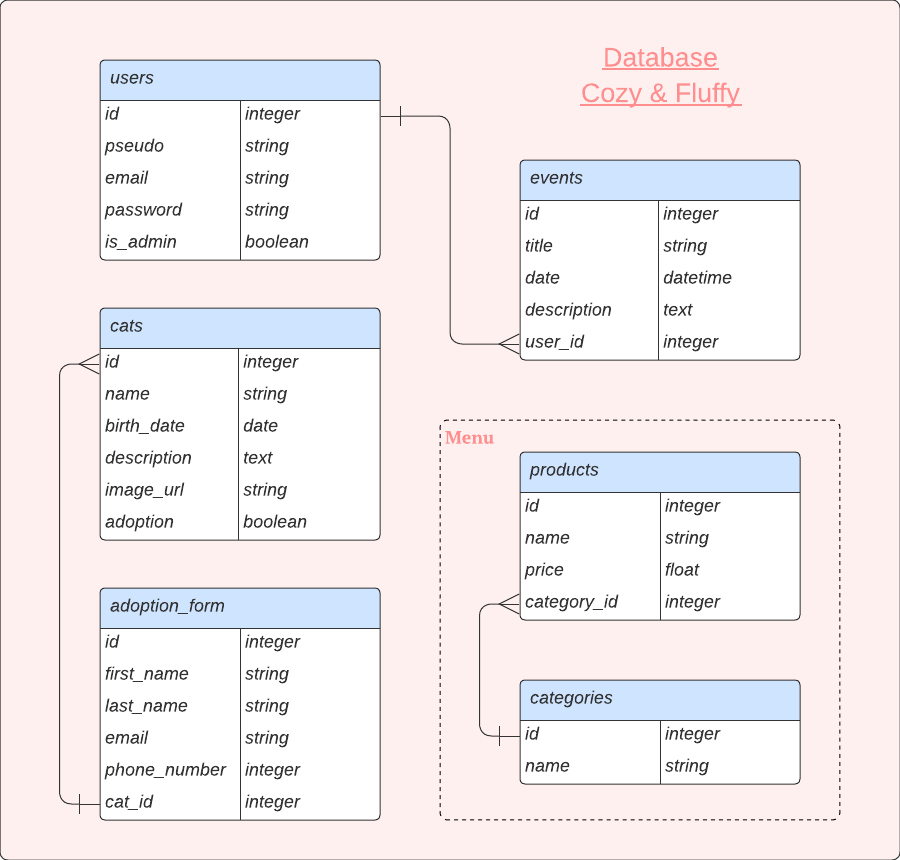 Database
Cozy & Fluffy
users
id integer
pseudo string
email string
password string
is_admin boolean
events
id integer
title string
date datetime
description text
user_id integer
cats
id integer
name string
birth_date date
description text
image_url string
adoption boolean
Menu
products
id integer
name string
price float
category_id integer
adoption_form
id integer
first_name string
last_name string
email string
phone_number integer
cat_id integer
categories
id integer
name string